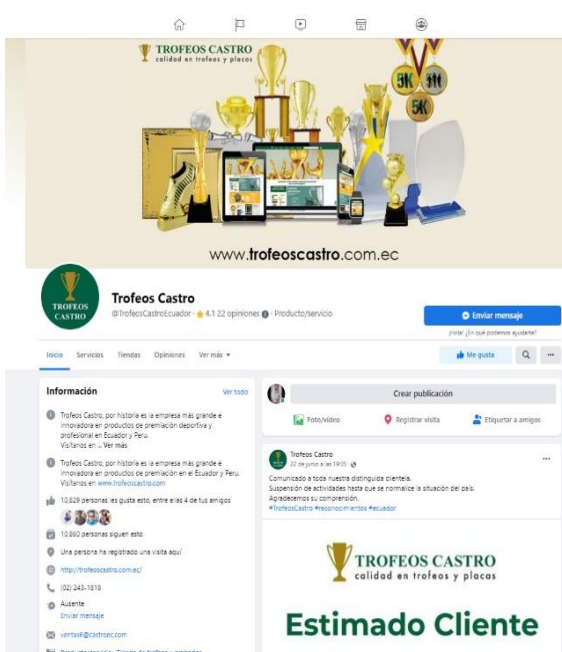 TROFEOS CASTRO
calidad en trofeos y placas
5K
5K
www.trofeoscastro.com.ec
TROFEOS
CASTRO
Trofeos Castro
@TrofeosCastroEcuador · 4.1 22 opiniones · Producto/servicio
Enviar mensaje
¡Hola! ¿En qué podemos ayudarte?
Inicio Servicios Tiendas Opiniones Ver más
Me gusta
Información Ver todo
Trofeos Castro, por historia es la empresa más grande e
innovadora en productos de premiación deportiva y
profesional en Ecuador y Peru.
Visítanos en ... Ver más
Trofeos Castro, por historia es la empresa más grande e
innovadora en productos de premiación en el Ecuador y Peru.
Visítanos en www.trofeoscastro.com
10,829 personas les gusta esto, entre ellas 4 de tus amigos
10,860 personas siguen esto
Una persona ha registrado una visita aquí
http://trofeoscastro.com.ec/
(02) 243-1818
Ausente
Enviar mensaje
ventas6@castroec.com
Crear publicación
Foto/video Registrar visita Etiquetar a amigos
Trofeos Castro
22 de junio a las 19:05
Comunicado a toda nuestra distinguida clientela.
Suspensión de actividades hasta que se normalice la situación del país.
Agradecemos su comprensión.
#TrofeosCastro #reconocimientos #ecuador
TROFEOS CASTRO
calidad en trofeos y placas
Estimado Cliente